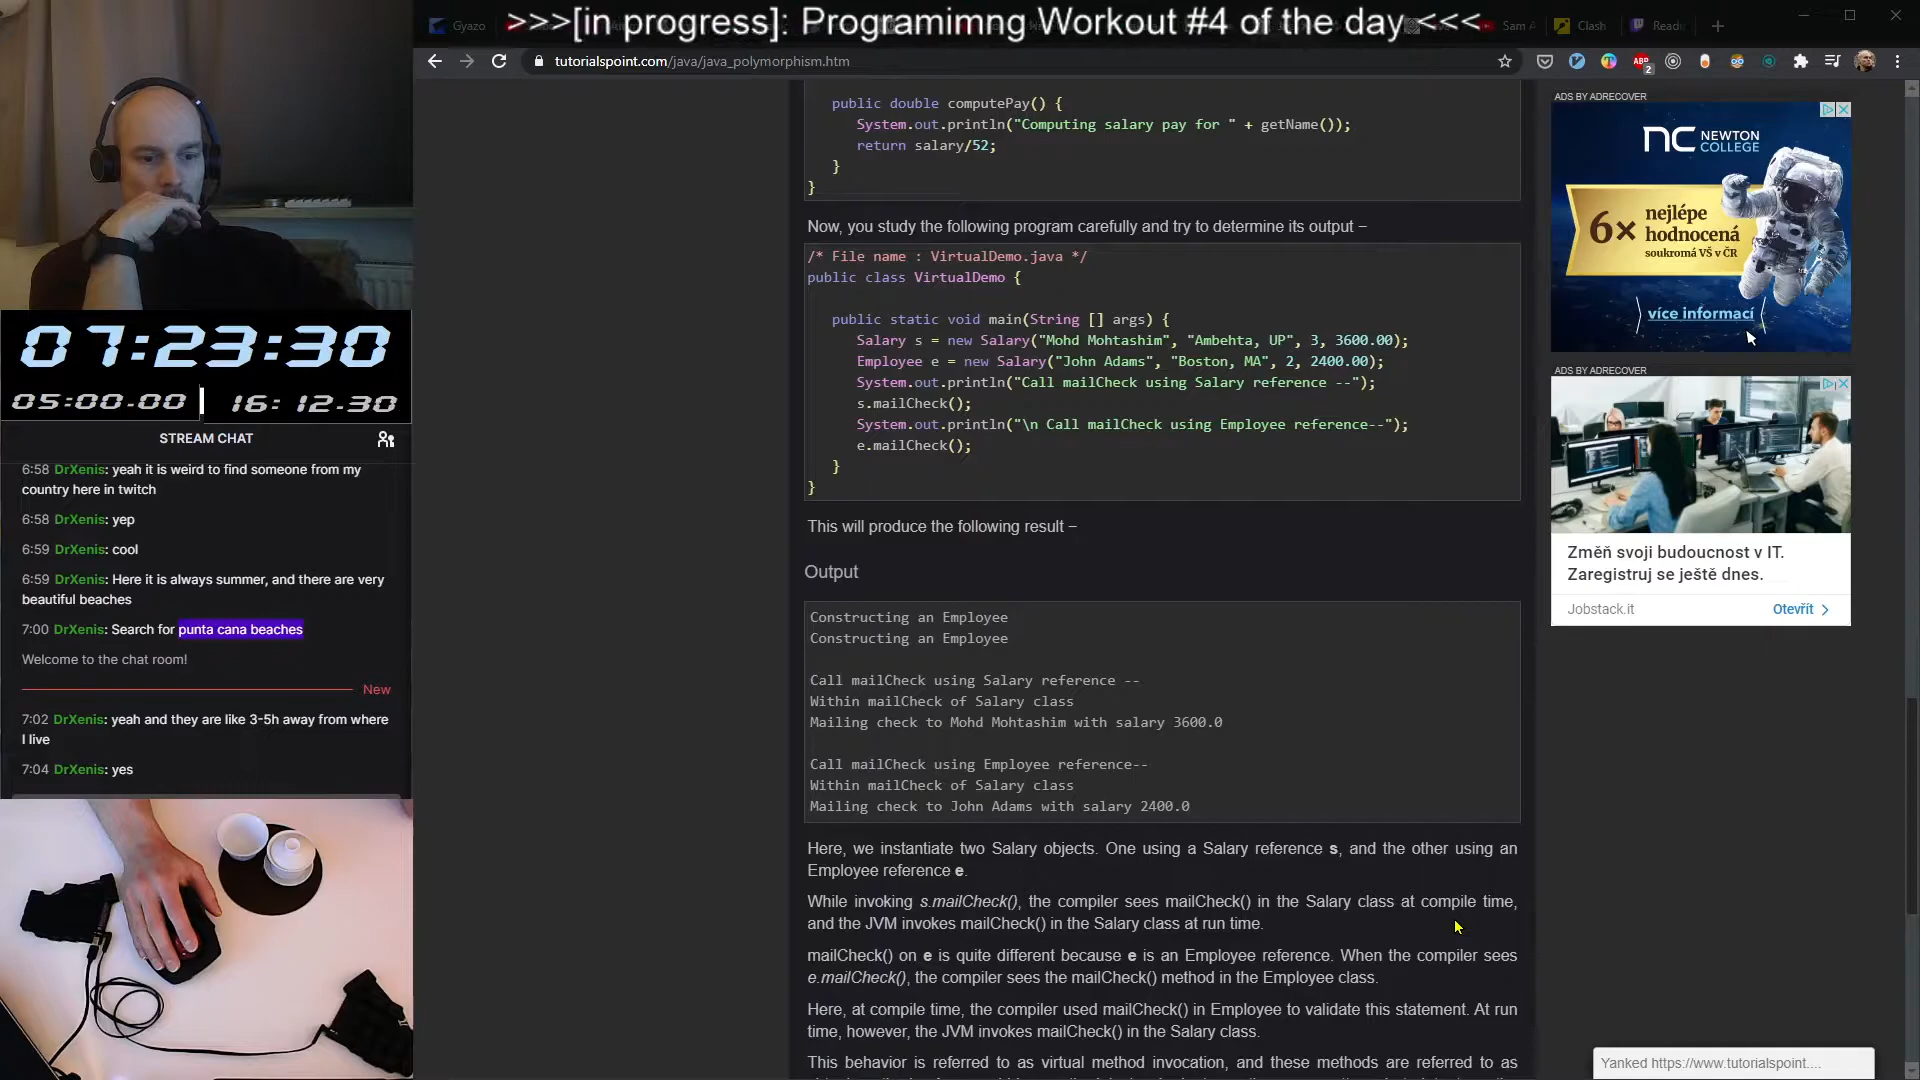 >>>[in progress]: Programinng Workout #4 of the day <<<
Gyazo
Sam A
Clash
Readi
tutorialspoint.com/java/java_polymorphism.htm
ABP
2
public double computePay() {
System.out.println("Computing salary pay for " + getName());
return salary/52;
}
}
Now, you study the following program carefully and try to determine its output −
/* File name : VirtualDemo.java */
public class VirtualDemo {
public static void main(String [] args) {
Salary s = new Salary("Mohd Mohtashim", "Ambehta, UP", 3, 3600.00);
Employee e = new Salary("John Adams", "Boston, MA", 2, 2400.00);
System.out.println("Call mailCheck using Salary reference --");
s.mailCheck();
System.out.println("\n Call mailCheck using Employee reference--");
e.mailCheck();
}
}
This will produce the following result −
Output
Constructing an Employee
Constructing an Employee
Call mailCheck using Salary reference --
Within mailCheck of Salary class
Mailing check to Mohd Mohtashim with salary 3600.0
Call mailCheck using Employee reference--
Within mailCheck of Salary class
Mailing check to John Adams with salary 2400.0
Here, we instantiate two Salary objects. One using a Salary reference s, and the other using an
Employee reference e.
While invoking s.mailCheck(), the compiler sees mailCheck() in the Salary class at compile time,
and the JVM invokes mailCheck() in the Salary class at run time.
mailCheck() on e is quite different because e is an Employee reference. When the compiler sees
e.mailCheck(), the compiler sees the mailCheck() method in the Employee class.
Here, at compile time, the compiler used mailCheck() in Employee to validate this statement. At run
time, however, the JVM invokes mailCheck() in the Salary class.
This behavior is referred to as virtual method invocation, and these methods are referred to as
07:23:30
05:00.00
16:12.30
STREAM CHAT
6:58 DrXenis: yeah it is weird to find someone from my
country here in twitch
6:58 DrXenis: yep
6:59 DrXenis: cool
6:59 DrXenis: Here it is always summer, and there are very
beautiful beaches
7:00 DrXenis: Search for punta cana beaches
Welcome to the chat room!
New
7:02 DrXenis: yeah and they are like 3-5h away from where
I live
7:04 DrXenis: yes
ADS BY ADRECOVER
NC NEWTON
COLLEGE
6× nejlépe
hodnocená
soukromá VŠ v ČR
více informací
ADS BY ADRECOVER
Změň svoji budoucnost v IT.
Zaregistruj se ještě dnes.
Jobstack.it
Otevřít
Yanked https://www.tutorialspoint....